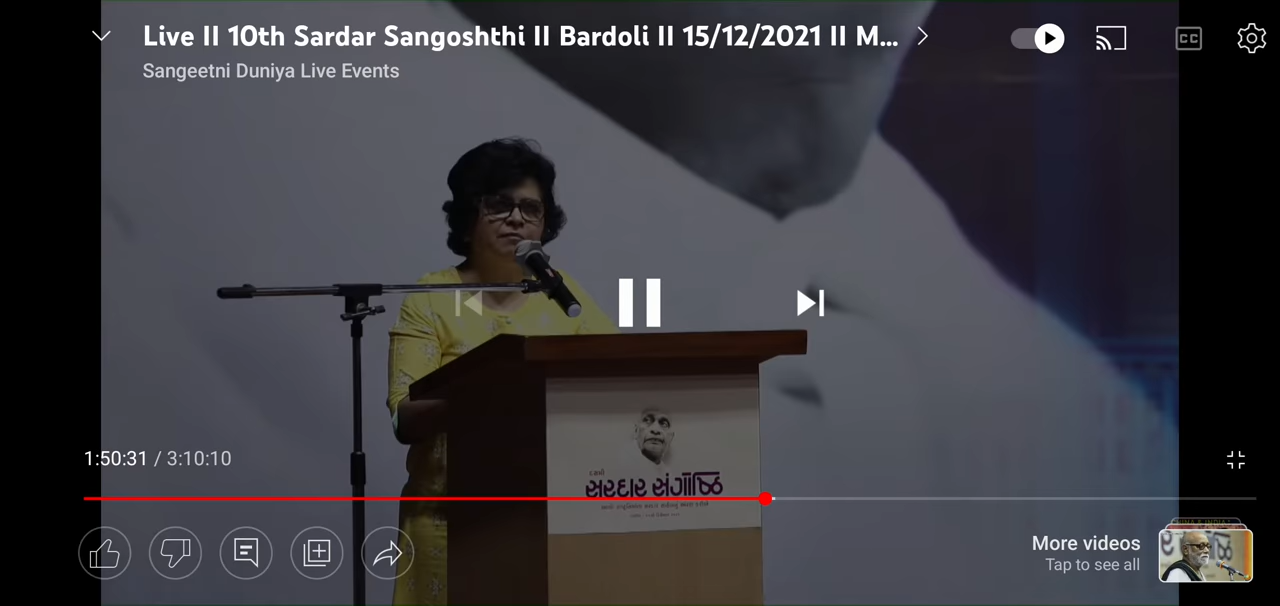 Live II 10th Sardar Sangoshthi II Bardoli II 15/12/2021 II M...
Sangeetni Duniya Live Events
CC
સરદાર સંગોષ્ઠિ
1:50:31 / 3:10:10
More videos
Tap to see all